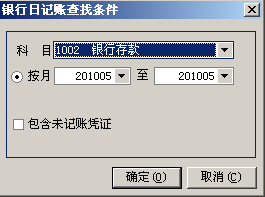 银行日记账查找条件
科 目 1002 银行存款
按月 201005 至 201005
包含未记账凭证
确定(O) 取消(C)